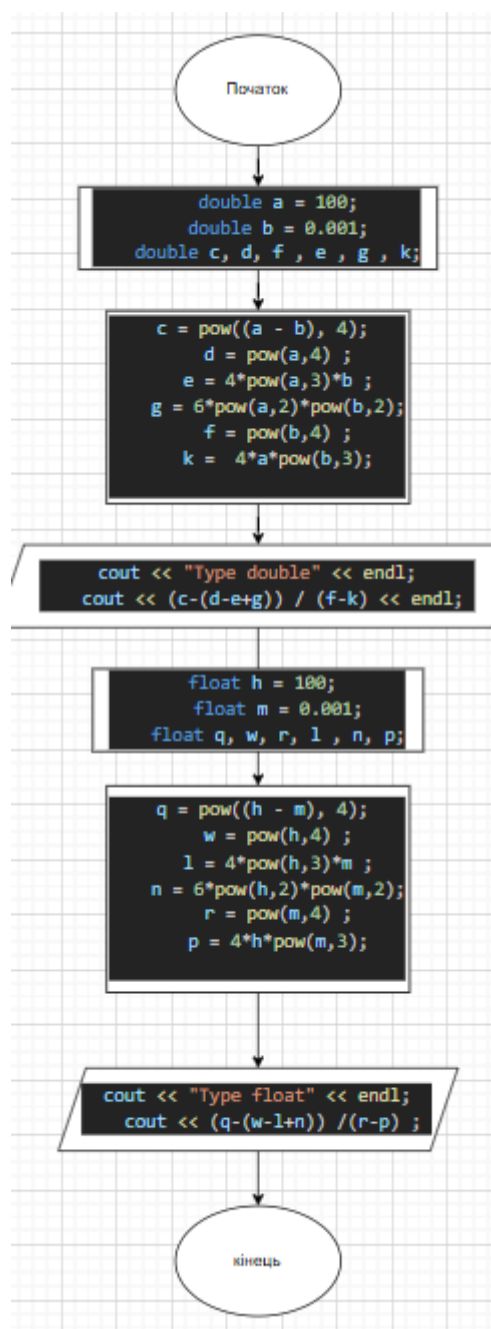 Початок
double a = 100;
double b = 0.001;
double c, d, f , e , g , k;
c = pow((a - b), 4);
d = pow(a,4) ;
e = 4*pow(a,3)*b ;
g = 6*pow(a,2)*pow(b,2);
f = pow(b,4) ;
k =  4*a*pow(b,3);
cout << "Type double" << endl;
cout << (c-(d-e+g)) / (f-k) << endl;
float h = 100;
float m = 0.001;
float q, w, r, l , n, p;
q = pow((h - m), 4);
w = pow(h,4) ;
l = 4*pow(h,3)*m ;
n = 6*pow(h,2)*pow(m,2);
r = pow(m,4) ;
p = 4*h*pow(m,3);
cout << "Type float" << endl;
cout << (q-(w-l+n)) /(r-p) ;
кінець